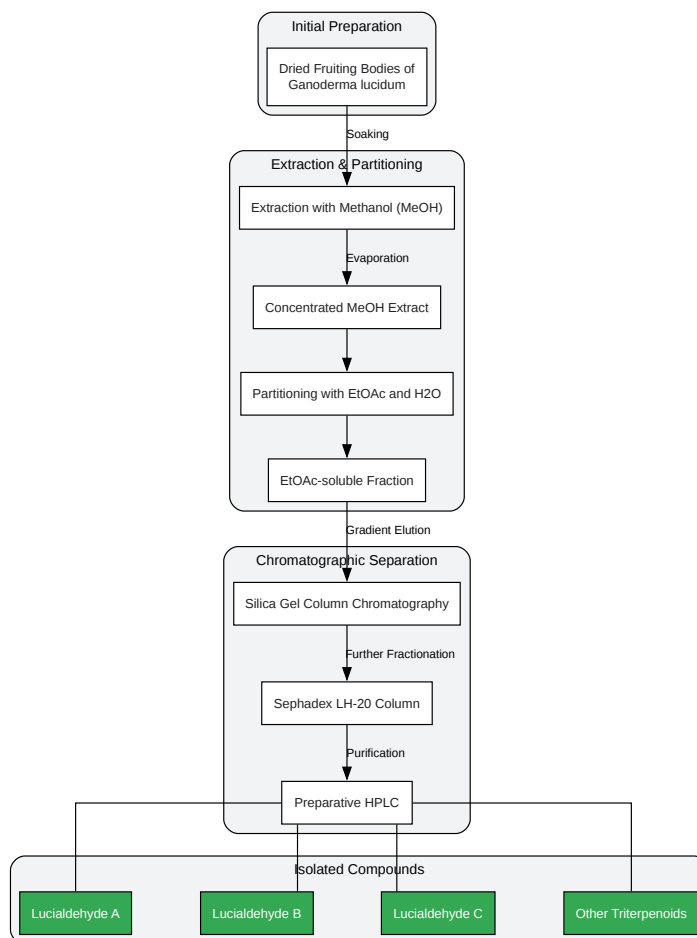 Initial Preparation
Dried Fruiting Bodies of
Ganoderma lucidum
Soaking
Extraction & Partitioning
Extraction with Methanol (MeOH)
Evaporation
Concentrated MeOH Extract
Partitioning with EtOAc and H2O
EtOAc-soluble Fraction
Gradient Elution
Chromatographic Separation
Silica Gel Column Chromatography
Further Fractionation
Sephadex LH-20 Column
Purification
Preparative HPLC
Isolated Compounds
Lucialdehyde A
Lucialdehyde B
Lucialdehyde C
Other Triterpenoids